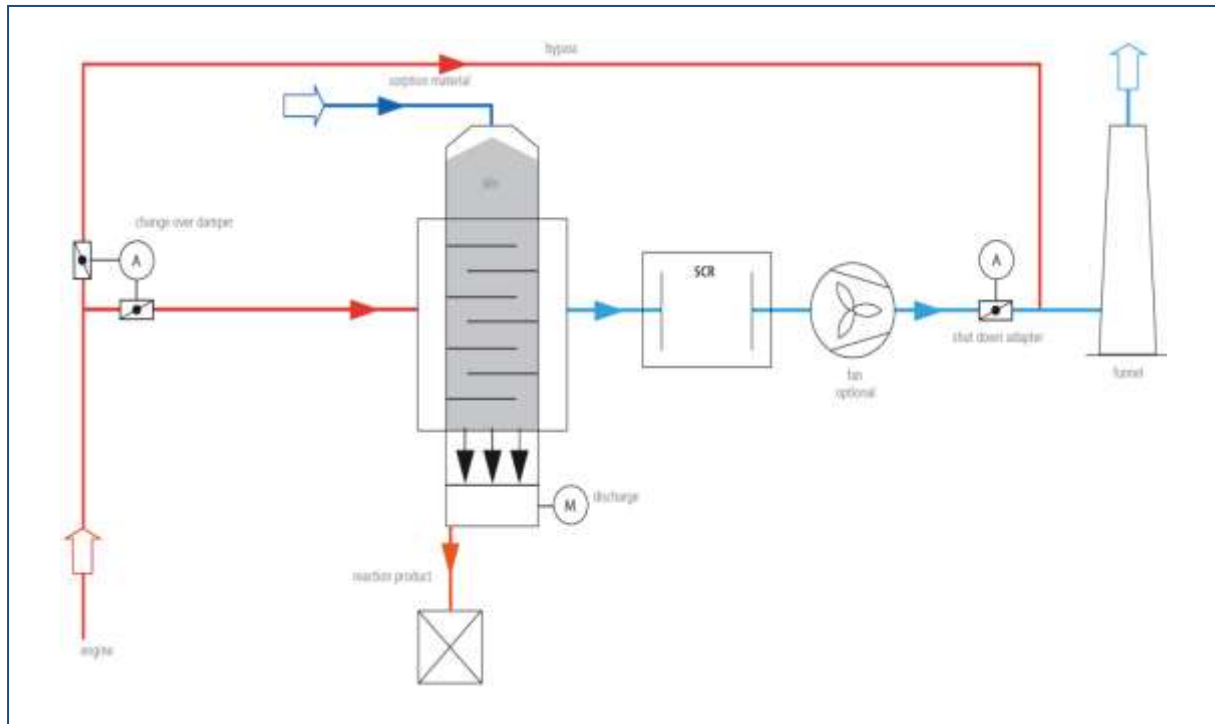 bypass
sorption material
silo
change over damper
A
A
SCR
A
shut down adapter
funnel
fan
optional
M
discharge
reaction product
engine